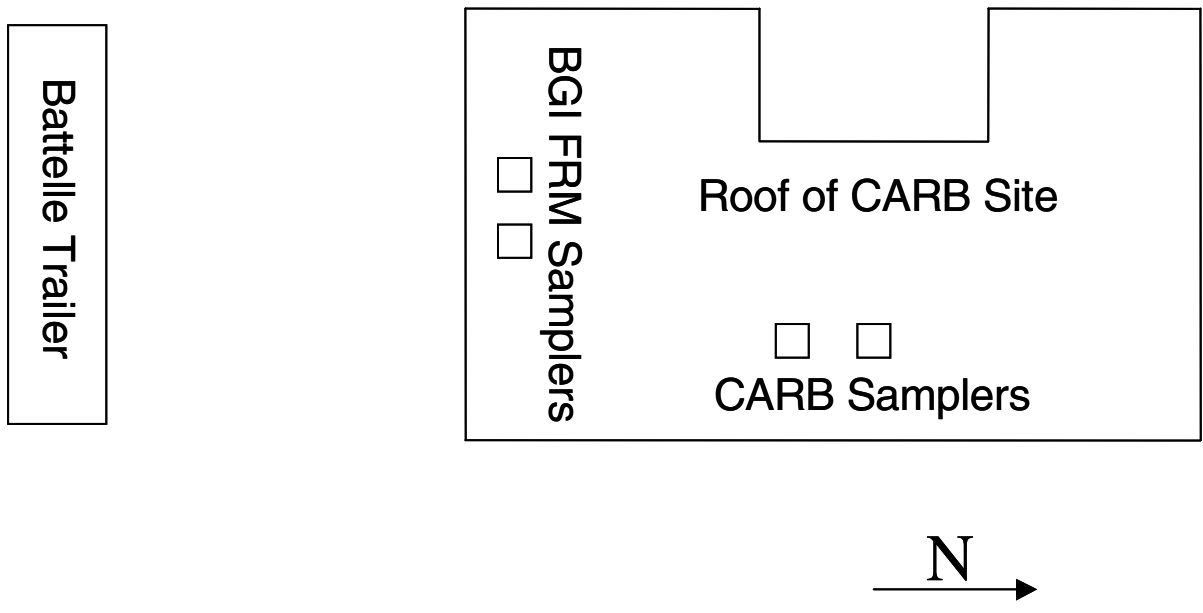 Battelle Trailer
BGI FRM Samplers
Roof of CARB Site
CARB Samplers
N